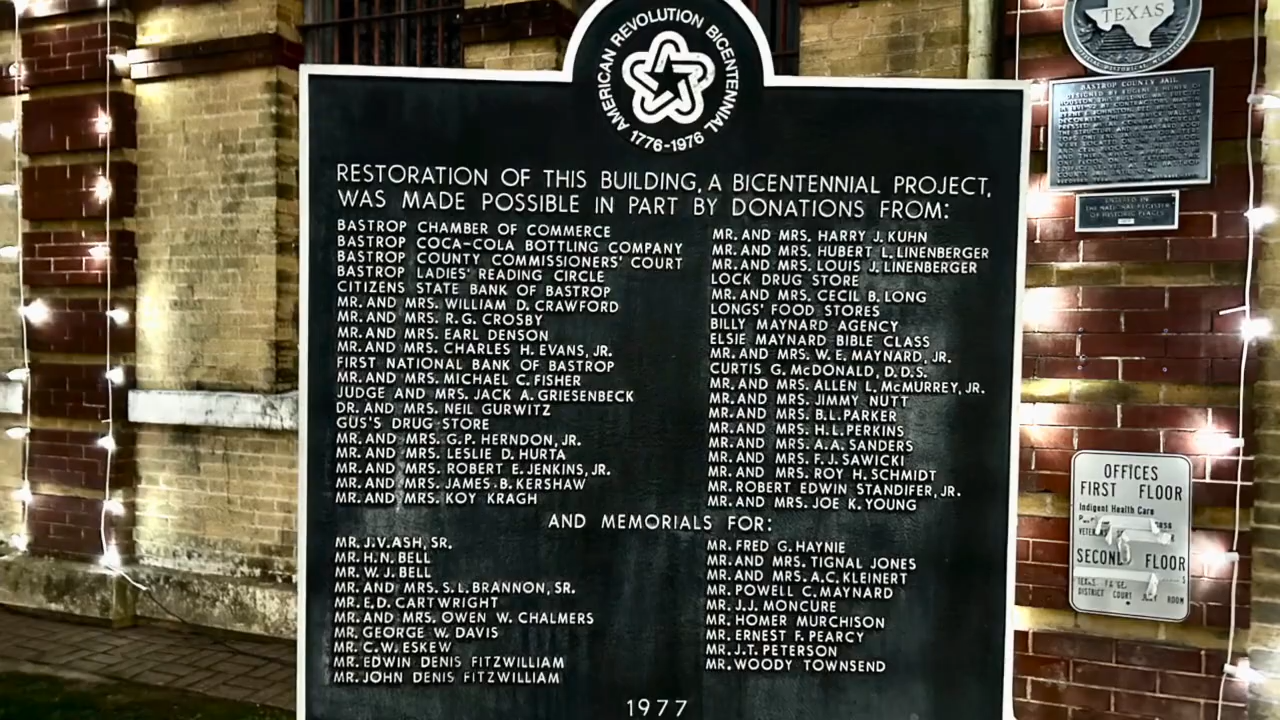 AMERICAN REVOLUTION BICENTENNIAL
1776-1976
RESTORATION OF THIS BUILDING, A BICENTENNIAL PROJECT,
WAS MADE POSSIBLE IN PART BY DONATIONS FROM:
BASTROP CHAMBER OF COMMERCE
BASTROP COCA-COLA BOTTLING COMPANY
BASTROP COUNTY COMMISSIONERS' COURT
BASTROP LADIES' READING CIRCLE
CITIZENS STATE BANK OF BASTROP
MR. AND MRS. WILLIAM D. CRAWFORD
MR. AND MRS. R.G. CROSBY
MR. AND MRS. EARL DENSON
MR. AND MRS. CHARLES H. EVANS, JR.
FIRST NATIONAL BANK OF BASTROP
MR. AND MRS. MICHAEL C. FISHER
JUDGE AND MRS. JACK A. GRIESENBECK
DR. AND MRS. NEIL GURWITZ
GUS'S DRUG STORE
MR. AND MRS. G.P. HERNDON, JR.
MR. AND MRS. LESLIE D. HURTA
MR. AND MRS. ROBERT E. JENKINS, JR.
MR. AND MRS. JAMES B. KERSHAW
MR. AND MRS. KOY KRAGH
MR. AND MRS. HARRY J. KUHN
MR. AND MRS. HUBERT L. LINENBERGER
MR. AND MRS. LOUIS J. LINENBERGER
LOCK DRUG STORE
MR. AND MRS. CECIL B. LONG
LONGS' FOOD STORES
BILLY MAYNARD AGENCY
ELSIE MAYNARD BIBLE CLASS
MR. AND MRS. W.E. MAYNARD, JR.
CURTIS G. McDONALD, D.D.S.
MR. AND MRS. ALLEN L. McMURREY, JR.
MR. AND MRS. JIMMY NUTT
MR. AND MRS. B.L. PARKER
MR. AND MRS. H.L. PERKINS
MR. AND MRS. A.A. SANDERS
MR. AND MRS. F.J. SAWICKI
MR. AND MRS. ROY H. SCHMIDT
MR. ROBERT EDWIN STANDIFER, JR.
MR. AND MRS. JOE K. YOUNG
AND MEMORIALS FOR:
MR. J.V. ASH, SR.
MR. H.N. BELL
MR. W.J. BELL
MR. AND MRS. S.L. BRANNON, SR.
MR. E.D. CARTWRIGHT
MR. AND MRS. OWEN W. CHALMERS
MR. GEORGE W. DAVIS
MR. C.W. ESKEW
MR. EDWIN DENIS FITZWILLIAM
MR. JOHN DENIS FITZWILLIAM
MR. FRED G. HAYNIE
MR. AND MRS. TIGNAL JONES
MR. AND MRS. A.C. KLEINERT
MR. POWELL C. MAYNARD
MR. J.J. MONCURE
MR. HOMER MURCHISON
MR. ERNEST F. PEARCY
MR. J.T. PETERSON
MR. WOODY TOWNSEND
1977
TEXAS
BASTROP COUNTY JAIL
ENTERED IN
THE NATIONAL REGISTER
OF HISTORIC PLACES
OFFICES
FIRST FLOOR
Indigent Health Care
SECOND FLOOR
DISTRICT COURT JURY ROOM